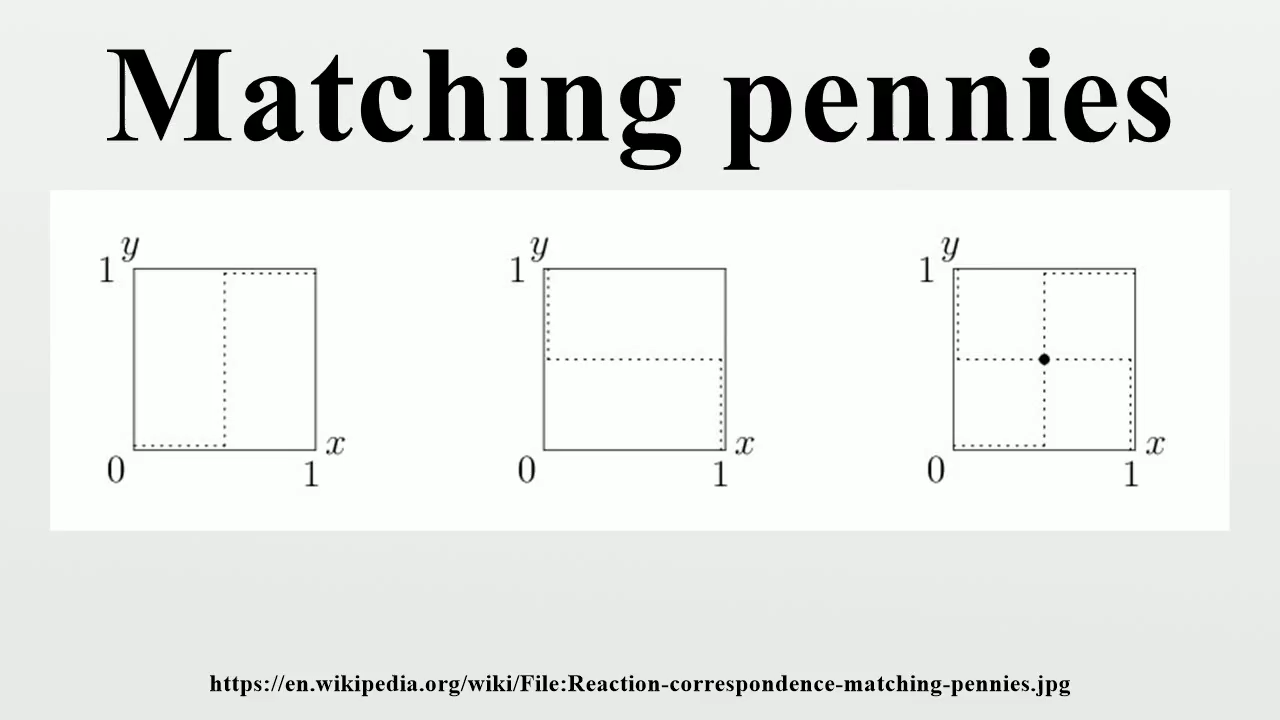 Matching pennies
y y y
1 1 1
x x x
0 0 0
1 1 1
https://en.wikipedia.org/wiki/File:Reaction-correspondence-matching-pennies.jpg